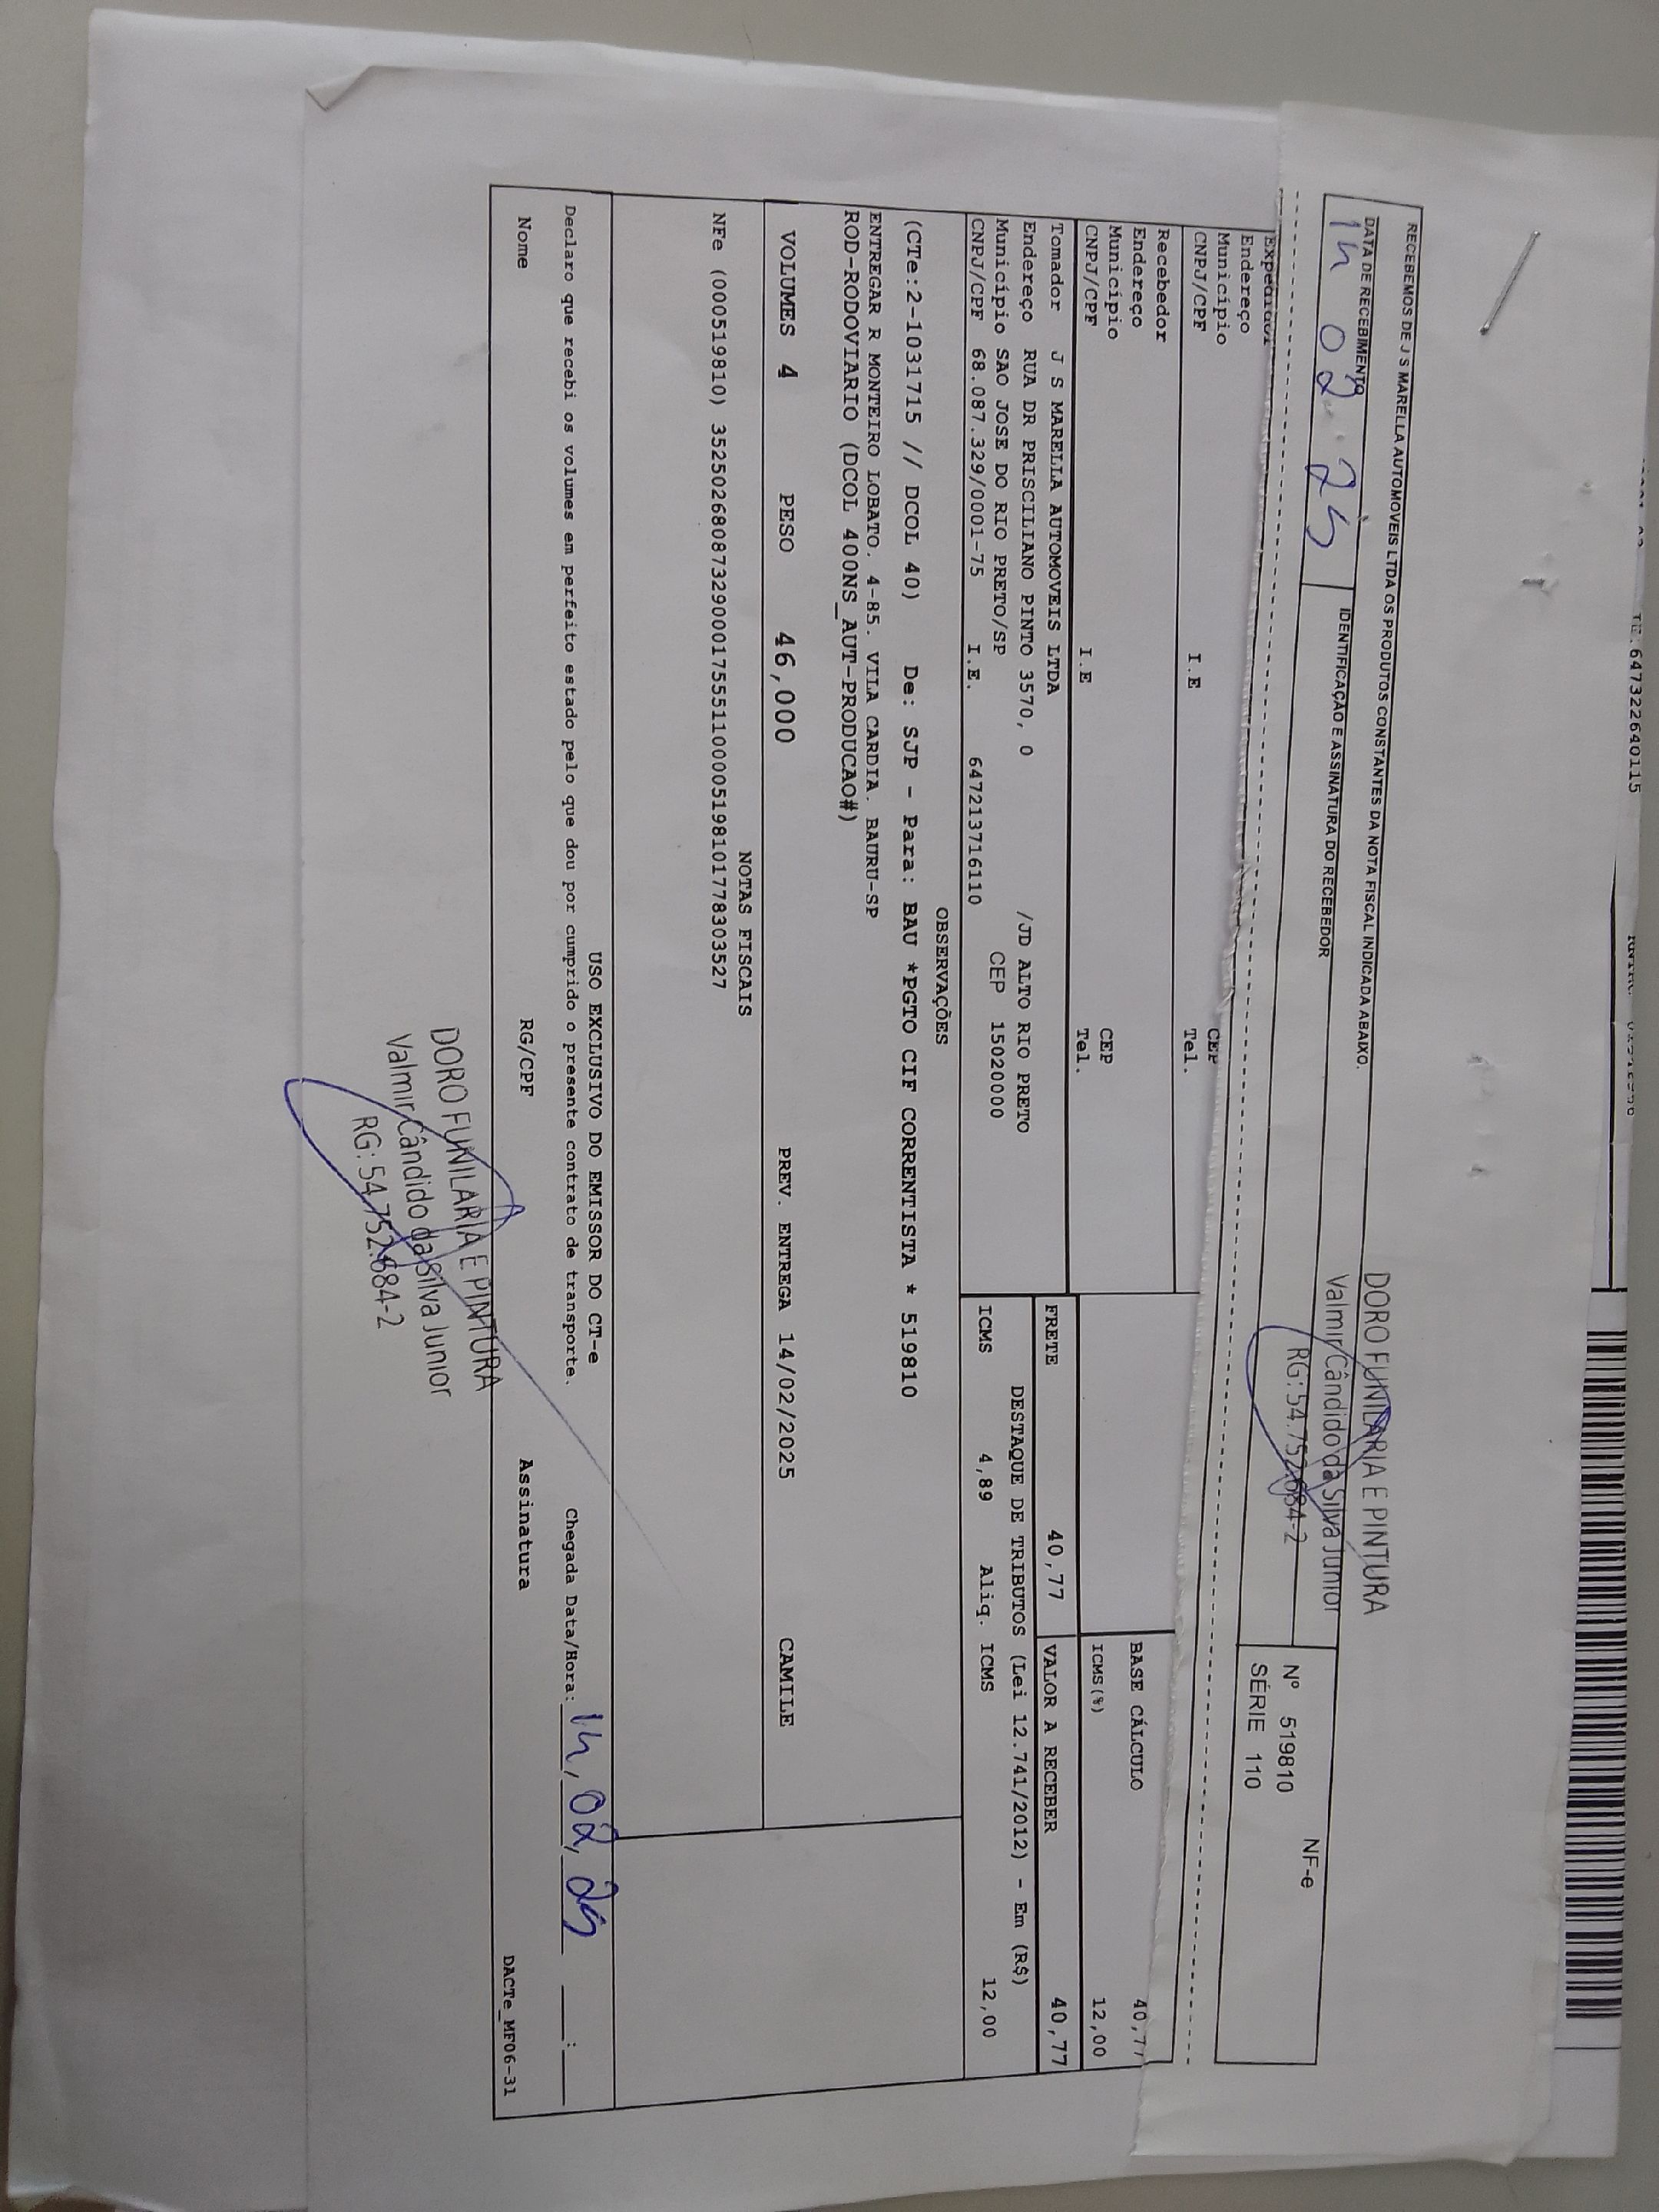 IE: 647322640115
RECEBEMOS DE J S MARELLA AUTOMOVEIS LTDA OS PRODUTOS CONSTANTES DA NOTA FISCAL INDICADA ABAIXO.
DATA DE RECEBIMENTO
14 02 25
IDENTIFICAÇÃO E ASSINATURA DO RECEBEDOR
DORO FUNILARIA E PINTURA
Valmir Cândido da Silva Junior
RG: 54.752.684-2
NF-e
Nº 519810
SÉRIE 110
Expedidor
Endereço
Município CEP
CNPJ/CPF I.E Tel.
Recebedor
Endereço
Município CEP
CNPJ/CPF I.E Tel.
BASE CÁLCULO 40,77
ICMS(%) 12,00
Tomador J S MARELLA AUTOMOVEIS LTDA
Endereço RUA DR PRISCILIANO PINTO 3570, 0 /JD ALTO RIO PRETO
Município SAO JOSE DO RIO PRETO/SP CEP 15020000
CNPJ/CPF 68.087.329/0001-75 I.E. 647213716110
FRETE 40,77 VALOR A RECEBER 40,77
DESTAQUE DE TRIBUTOS (Lei 12.741/2012) - Em (R$)
ICMS 4,89 Aliq. ICMS 12,00
OBSERVAÇÕES
(CTe:2-1031715 // DCOL 40) De: SJP - Para: BAU *PGTO CIF CORRENTISTA * 519810
ENTREGAR R MONTEIRO LOBATO, 4-85. VILA CARDIA. BAURU-SP
ROD-RODOVIARIO (DCOL 400NS_AUT-PRODUCAO#)
VOLUMES 4 PESO 46,000 PREV. ENTREGA 14/02/2025 CAMILE
NOTAS FISCAIS
NFe (000519810) 35250268087329000175551100005198101778303527
USO EXCLUSIVO DO EMISSOR DO CT-e
Declaro que recebi os volumes em perfeito estado pelo que dou por cumprido o presente contrato de transporte. Chegada Data/Hora: 14, 02, 25 :
Nome RG/CPF Assinatura DACTe_MF06-31
DORO FUNILARIA E PINTURA
Valmir Cândido da Silva Junior
RG: 54.752.684-2